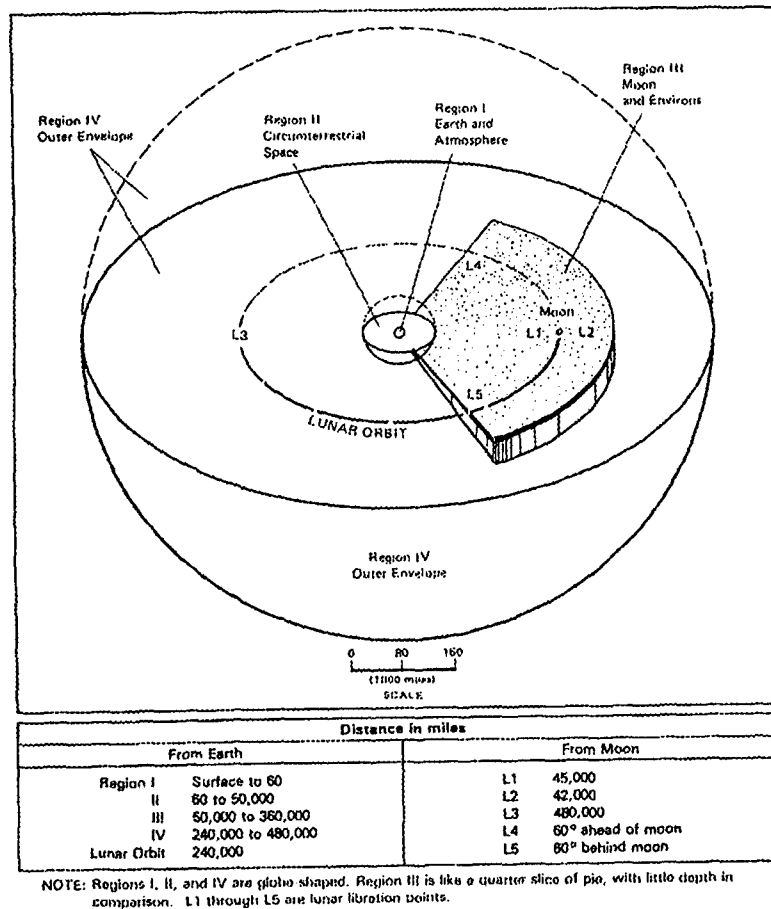 Region III
Moon
and Environs
Region I
Earth and
Atmosphere
Region II
Circumterrestrial
Space
Region IV
Outer Envelope
L4
Moon
L3
L1
L2
L5
LUNAR ORBIT
Region IV
Outer Envelope
0 80 160
(1000 miles)
SCALE
Distance in miles
From Earth
Region I Surface to 60
II 60 to 50,000
III 50,000 to 360,000
IV 240,000 to 480,000
Lunar Orbit 240,000
From Moon
L1 45,000
L2 42,000
L3 480,000
L4 60° ahead of moon
L5 60° behind moon
NOTE: Regions I, II, and IV are globe-shaped. Region III is like a quarter slice of pie, with little depth in
comparison. L1 through L5 are lunar libration points.